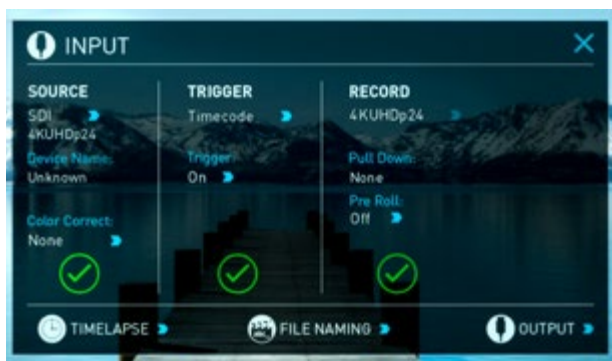 INPUT
SOURCE
SDI
4KUHDp24
Device Name:
Unknown
Color Correct:
None
TRIGGER
Timecode
Trigger:
On
RECORD
4KUHDp24
Pull Down:
None
Pre Roll:
Off
TIMELAPSE
FILE NAMING
OUTPUT